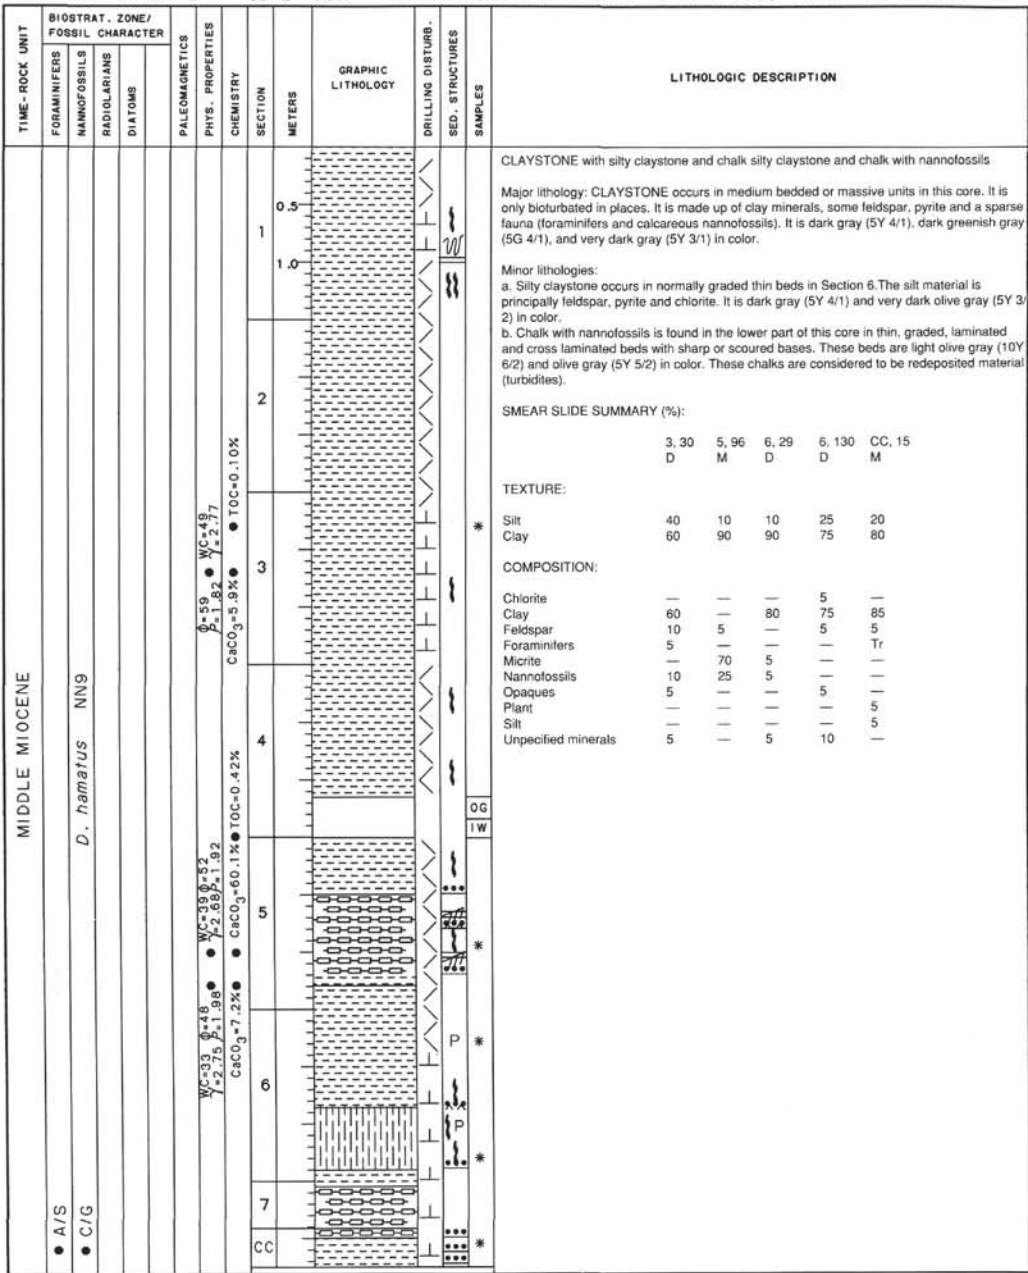 TIME-ROCK UNIT
BIOSTRAT. ZONE/
FOSSIL CHARACTER
FORAMINIFERS
NANNOFOSSILS
RADIOLARIANS
DIATOMS
PALEOMAGNETICS
PHYS. PROPERTIES
CHEMISTRY
SECTION
METERS
GRAPHIC
LITHOLOGY
DRILLING DISTURB.
SED. STRUCTURES
SAMPLES
LITHOLOGIC DESCRIPTION
MIDDLE MIOCENE
● A/S
● C/G
D. hamatus NN9
Φ=59 ● WC=49
ρ=1.82 γ=2.77
WC=39 Φ=52
γ=2.68 ρ=1.92
WC=33 Φ=48
γ=2.75 ρ=1.98
CaCO3=5.9% ● ● TOC=0.10%
● CaCO3=60.1% ● TOC=0.42%
CaCO3=7.2% ●
1
2
3
4
5
6
7
CC
0.5
1.0
P
P
*
OG
IW
*
*
*
*
CLAYSTONE with silty claystone and chalk silty claystone and chalk with nannofossils
Major lithology: CLAYSTONE occurs in medium bedded or massive units in this core. It is
only bioturbated in places. It is made up of clay minerals, some feldspar, pyrite and a sparse
fauna (foraminifers and calcareous nannofossils). It is dark gray (5Y 4/1), dark greenish gray
(5G 4/1), and very dark gray (5Y 3/1) in color.
Minor lithologies:
a. Silty claystone occurs in normally graded thin beds in Section 6.The silt material is
principally feldspar, pyrite and chlorite. It is dark gray (5Y 4/1) and very dark olive gray (5Y 3/
2) in color.
b. Chalk with nannofossils is found in the lower part of this core in thin, graded, laminated
and cross laminated beds with sharp or scoured bases. These beds are light olive gray (10Y
6/2) and olive gray (5Y 5/2) in color. These chalks are considered to be redeposited material
(turbidites).
SMEAR SLIDE SUMMARY (%):
3, 30 5, 96 6, 29 6, 130 CC, 15
D M D D M
TEXTURE:
Silt 40 10 10 25 20
Clay 60 90 90 75 80
COMPOSITION:
Chlorite — — — 5 —
Clay 60 — 80 75 85
Feldspar 10 5 — 5 5
Foraminifers 5 — — — Tr
Micrite — 70 5 — —
Nannofossils 10 25 5 — —
Opaques 5 — — 5 —
Plant — — — — 5
Silt — — — — 5
Unpecified minerals 5 — 5 10 —